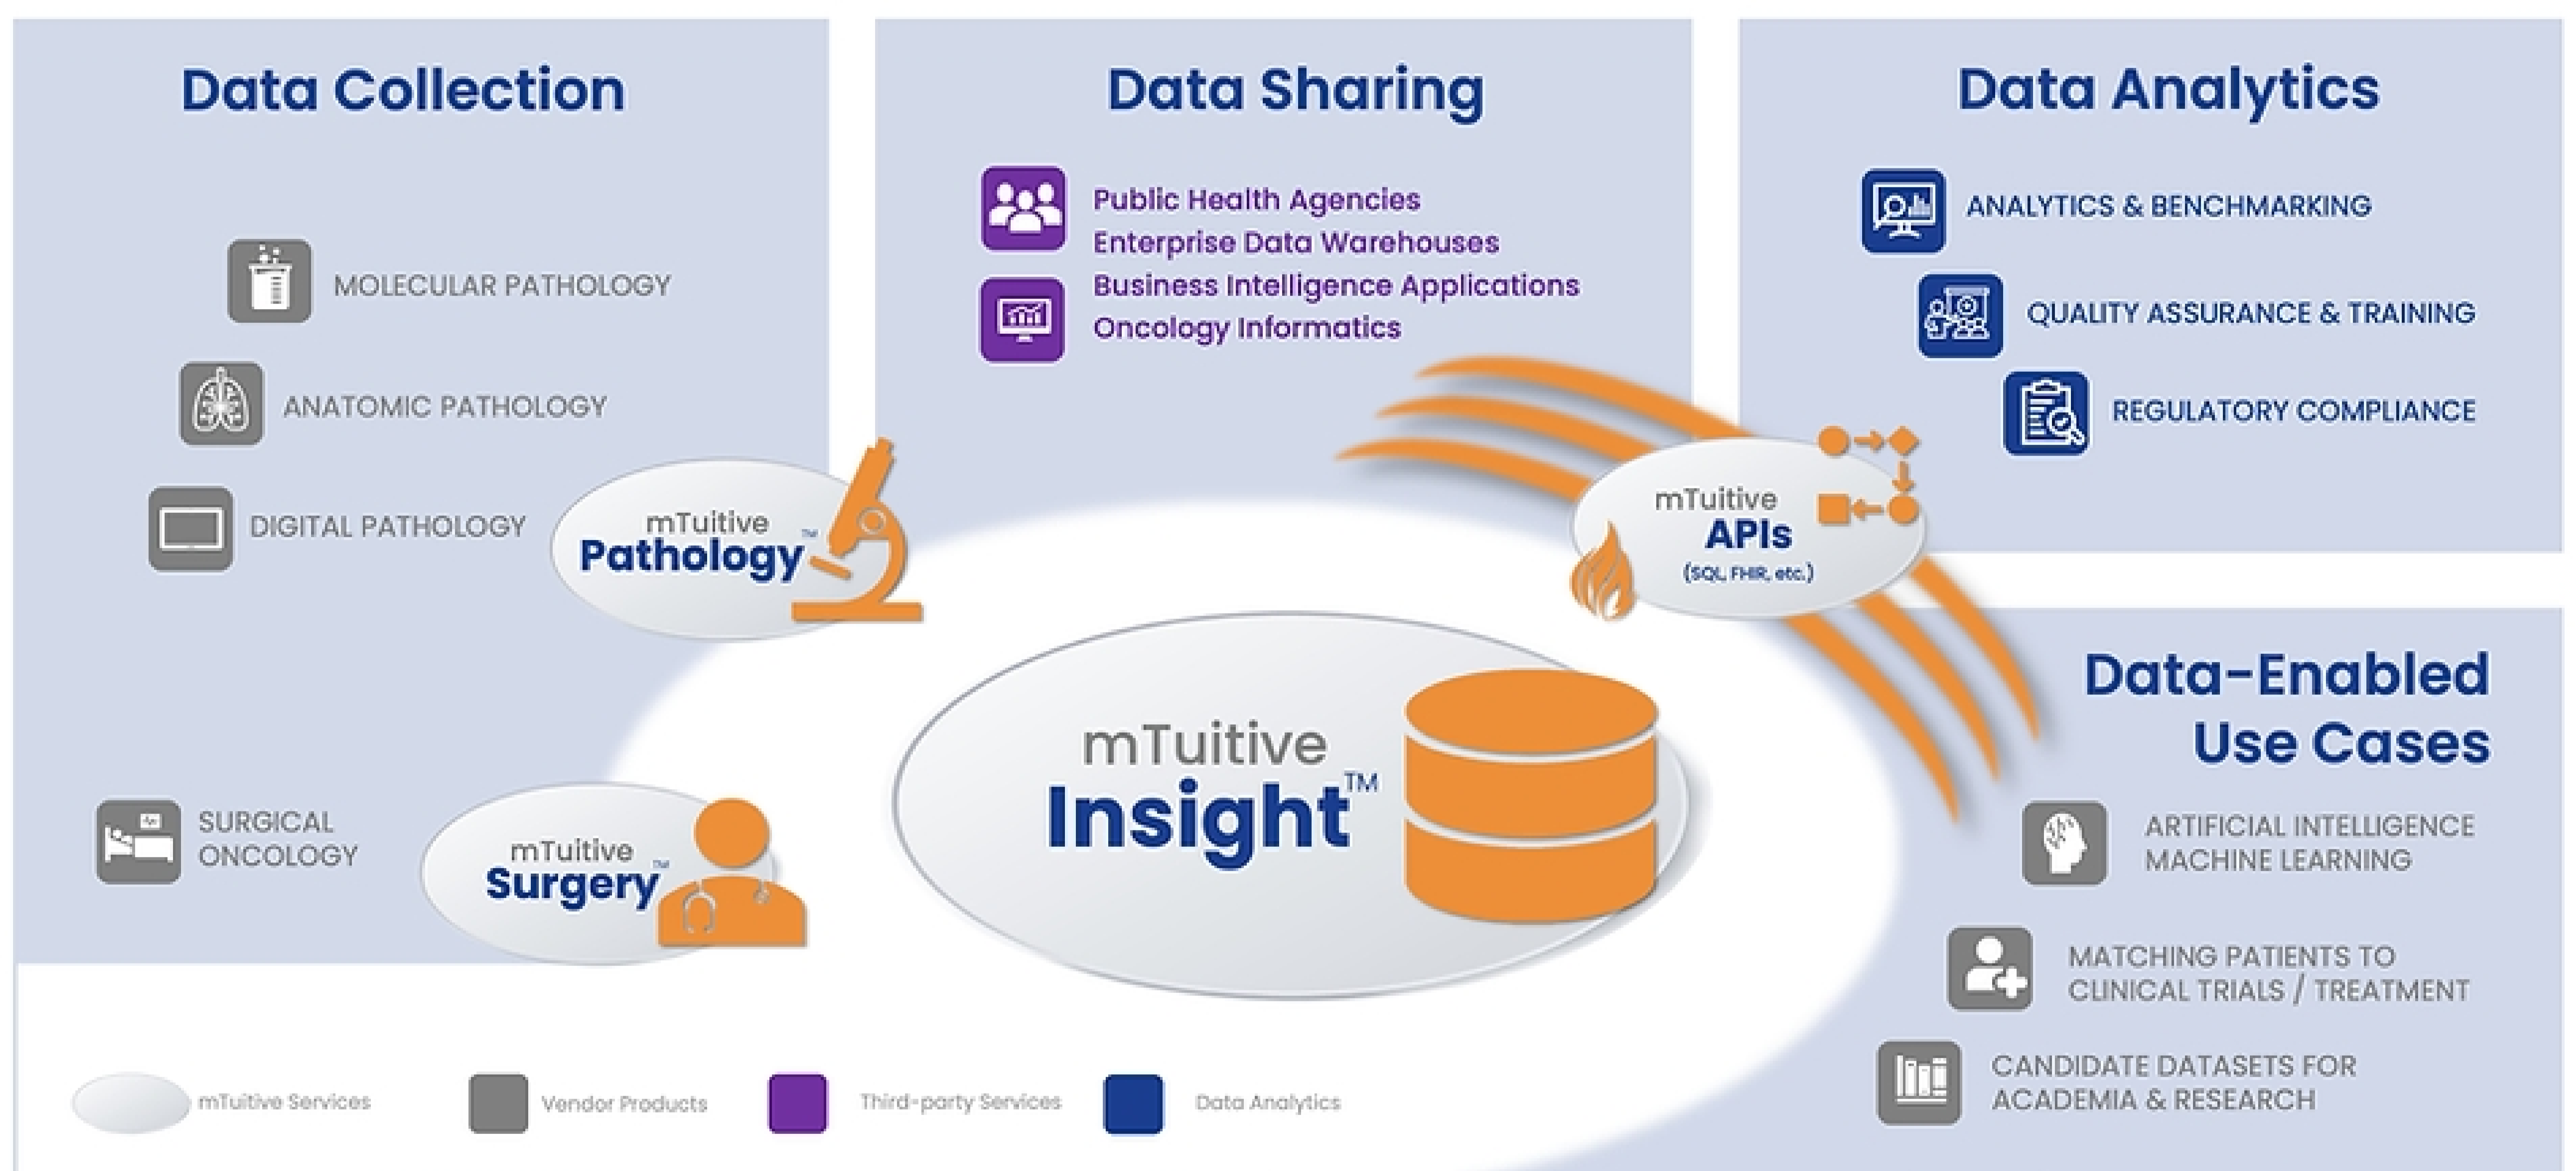 Data Collection
MOLECULAR PATHOLOGY
ANATOMIC PATHOLOGY
DIGITAL PATHOLOGY
mTuitive
Pathology™
SURGICAL
ONCOLOGY
mTuitive
Surgery™
Data Sharing
Public Health Agencies
Enterprise Data Warehouses
Business Intelligence Applications
Oncology Informatics
mTuitive
APIs
(SQL, FHIR, etc.)
mTuitive
Insight™
Data Analytics
ANALYTICS & BENCHMARKING
QUALITY ASSURANCE & TRAINING
REGULATORY COMPLIANCE
Data-Enabled
Use Cases
ARTIFICIAL INTELLIGENCE
MACHINE LEARNING
MATCHING PATIENTS TO
CLINICAL TRIALS / TREATMENT
CANDIDATE DATASETS FOR
ACADEMIA & RESEARCH
mTuitive Services
Vendor Products
Third-party Services
Data Analytics